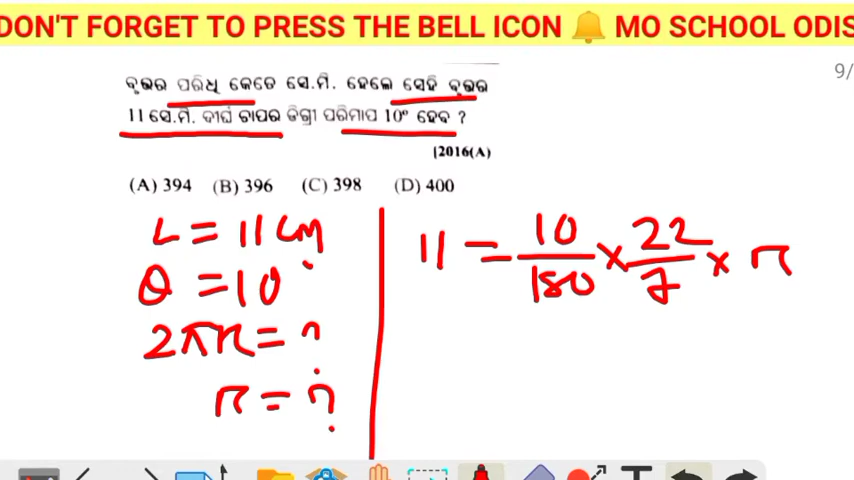 DON'T FORGET TO PRESS THE BELL ICON 🔔 MO SCHOOL ODIS
9/
ବୃତ୍ତର ପରିଧି କେତେ ସେ.ମି. ହେଲେ ସେହି ବୃତ୍ତର
11 ସେ.ମି. ଦୀର୍ଘ ଚାପର ଡିଗ୍ରୀ ପରିମାପ 10° ହେବ ?
[2016(A)
(A) 394 (B) 396 (C) 398 (D) 400
L = 11 cm
θ = 10°
2πr = ?
r = ?
11 = 10/180 × 22/7 × r